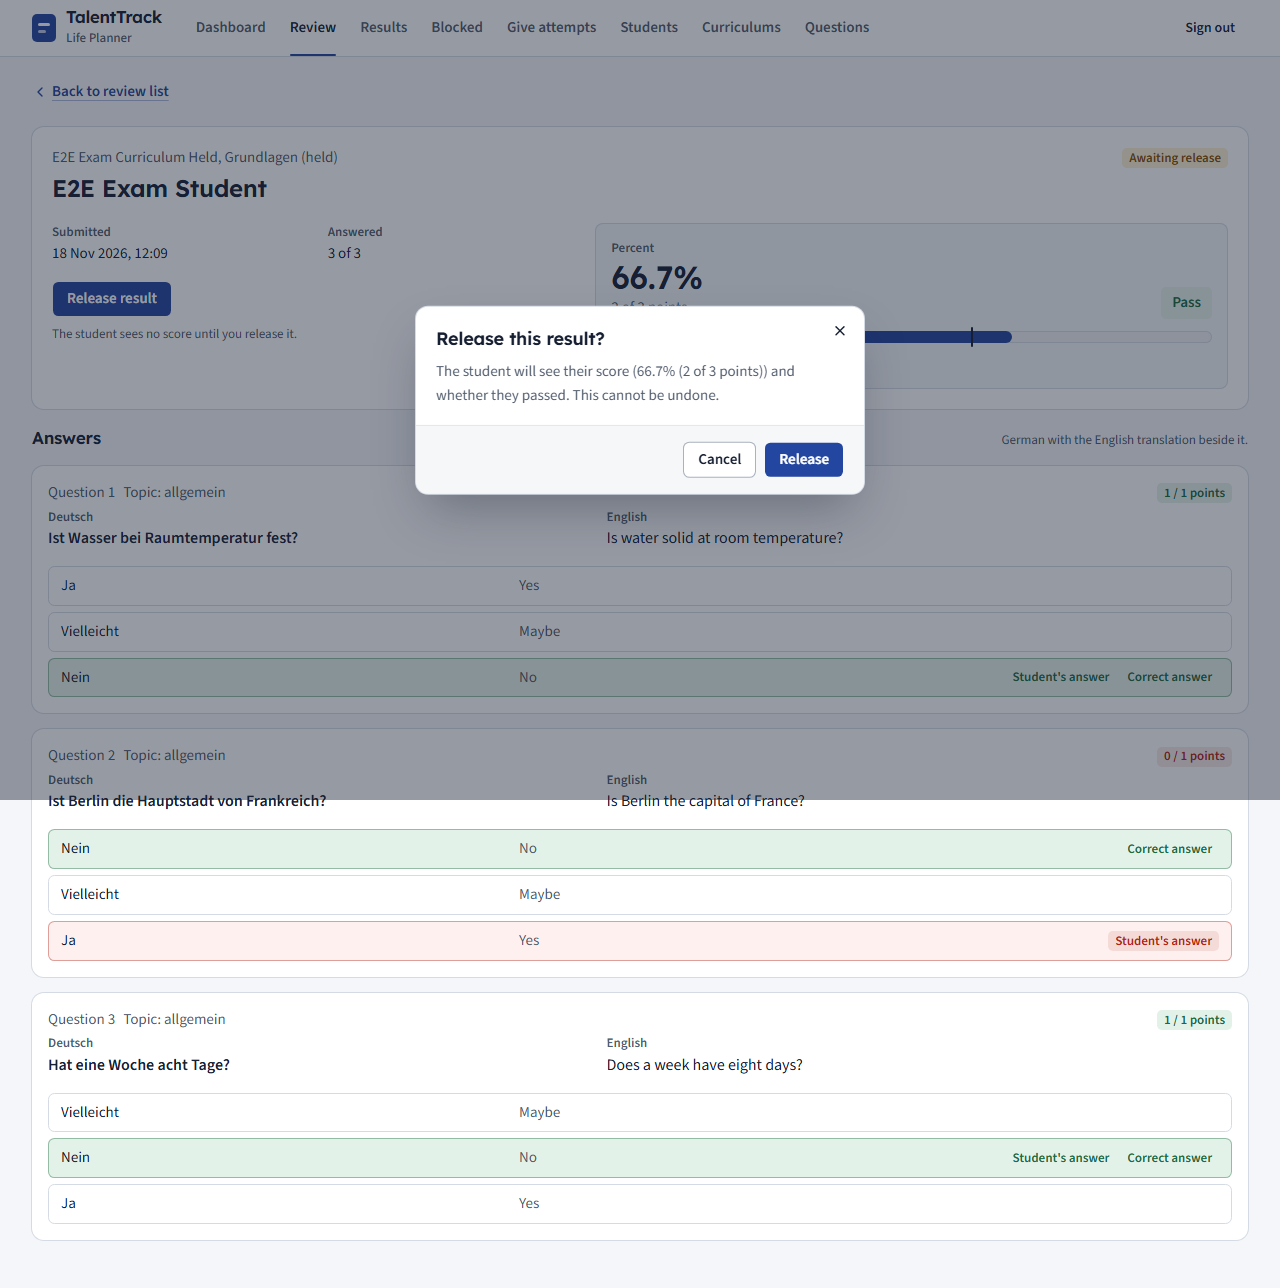 TalentTrack
Life Planner
Dashboard
Review
Results
Blocked
Give attempts
Students
Curriculums
Questions
Sign out
Back to review list
E2E Exam Curriculum Held, Grundlagen (held)
Awaiting release
E2E Exam Student
Submitted
18 Nov 2026, 12:09
Answered
3 of 3
Release result
The student sees no score until you release it.
Percent
66.7%
Pass
Release this result?
The student will see their score (66.7% (2 of 3 points)) and
whether they passed. This cannot be undone.
Cancel
Release
Answers
German with the English translation beside it.
Question 1 Topic: allgemein
1 / 1 points
Deutsch
English
Ist Wasser bei Raumtemperatur fest?
Is water solid at room temperature?
Ja
Yes
Vielleicht
Maybe
Nein
No
Student's answer
Correct answer
Question 2 Topic: allgemein
0 / 1 points
Deutsch
English
Ist Berlin die Hauptstadt von Frankreich?
Is Berlin the capital of France?
Nein
No
Correct answer
Vielleicht
Maybe
Ja
Yes
Student's answer
Question 3 Topic: allgemein
1 / 1 points
Deutsch
English
Hat eine Woche acht Tage?
Does a week have eight days?
Vielleicht
Maybe
Nein
No
Student's answer
Correct answer
Ja
Yes